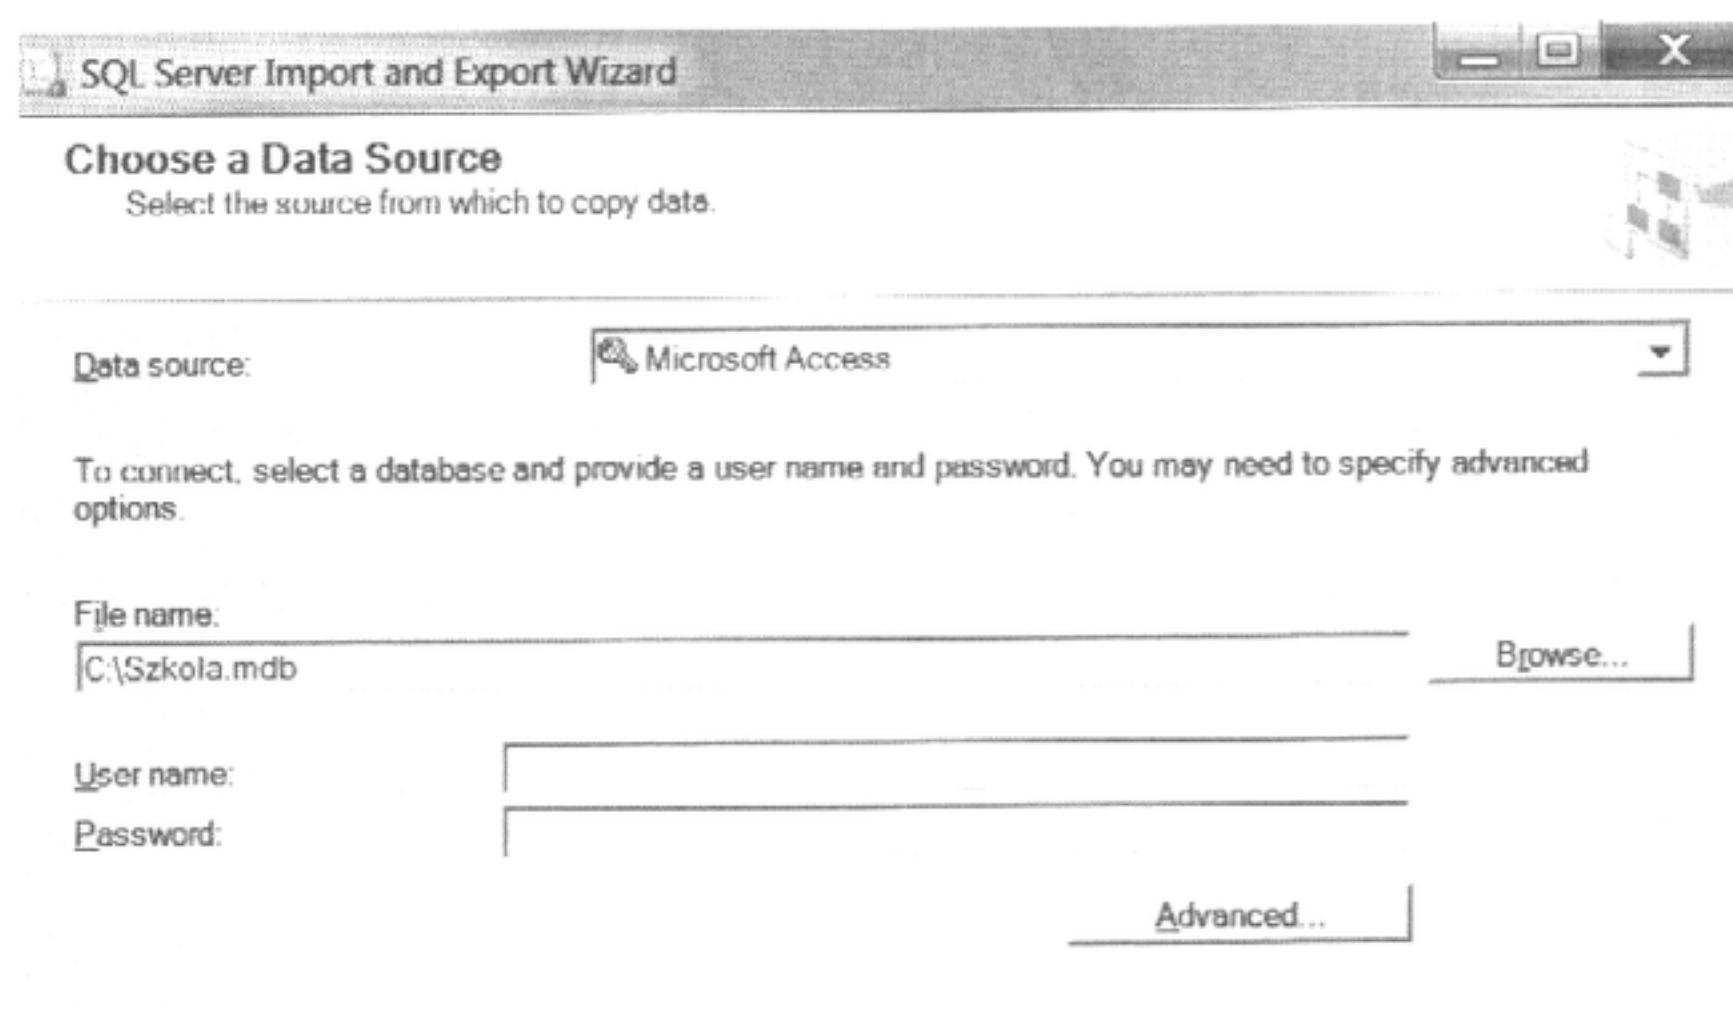 SQL Server Import and Export Wizard
Choose a Data Source
Select the source from which to copy data.
Data source:
Microsoft Access
To connect, select a database and provide a user name and password. You may need to specify advanced
options.
File name:
C:\Szkola.mdb
Browse...
User name:
Password:
Advanced...